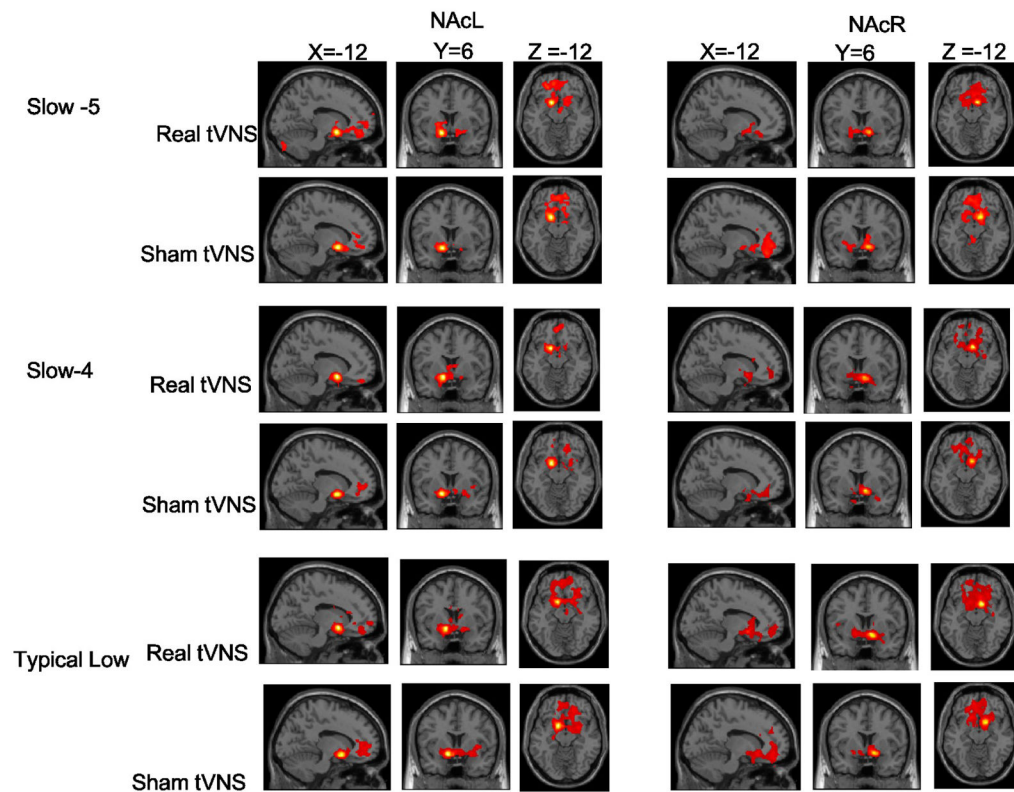 NAcL NAcR
X=-12 Y=6 Z =-12 X=-12 Y=6 Z =-12
Slow -5
Real tVNS
Sham tVNS
Slow-4
Real tVNS
Sham tVNS
Typical Low
Real tVNS
Sham tVNS